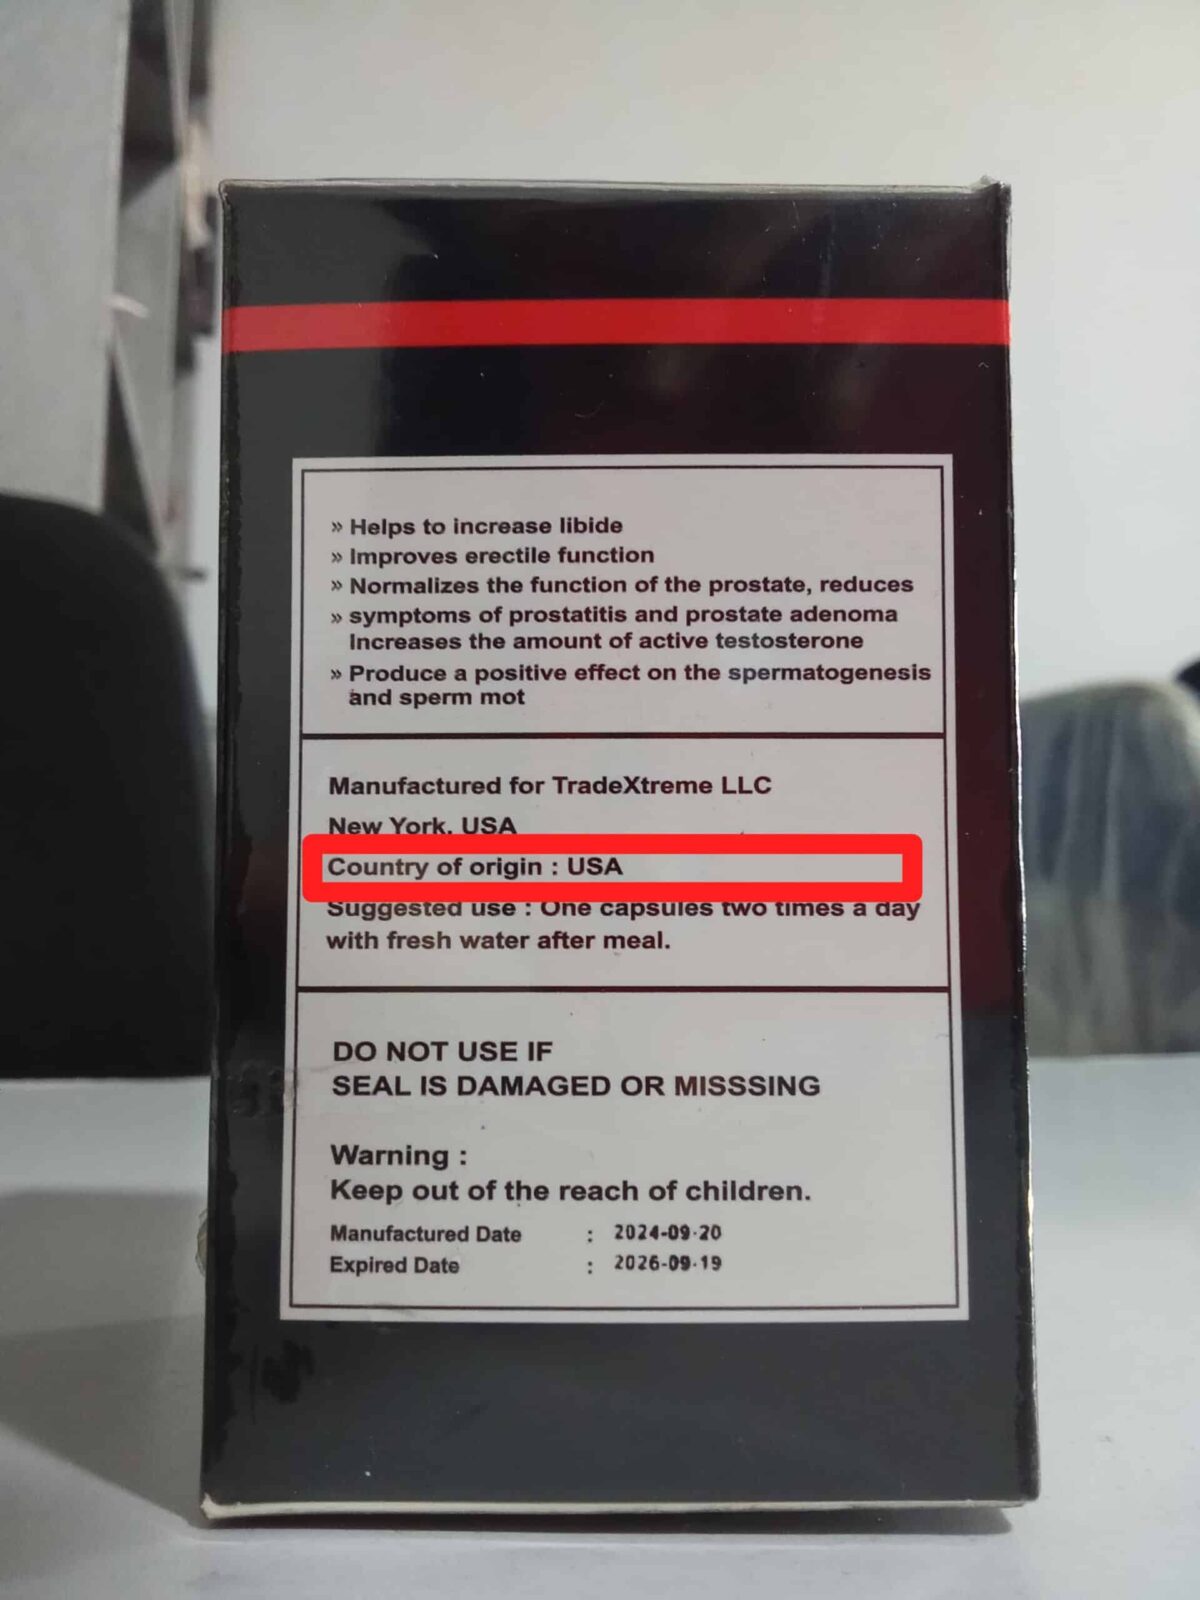 » Helps to increase libide
» Improves erectile function
» Normalizes the function of the prostate, reduces
» symptoms of prostatitis and prostate adenoma
Increases the amount of active testosterone
» Produce a positive effect on the spermatogenesis
and sperm mot
Manufactured for TradeXtreme LLC
New York, USA
Country of origin : USA
Suggested use : One capsules two times a day
with fresh water after meal.
DO NOT USE IF
SEAL IS DAMAGED OR MISSSING
Warning :
Keep out of the reach of children.
Manufactured Date : 2024-09-20
Expired Date : 2026-09-19